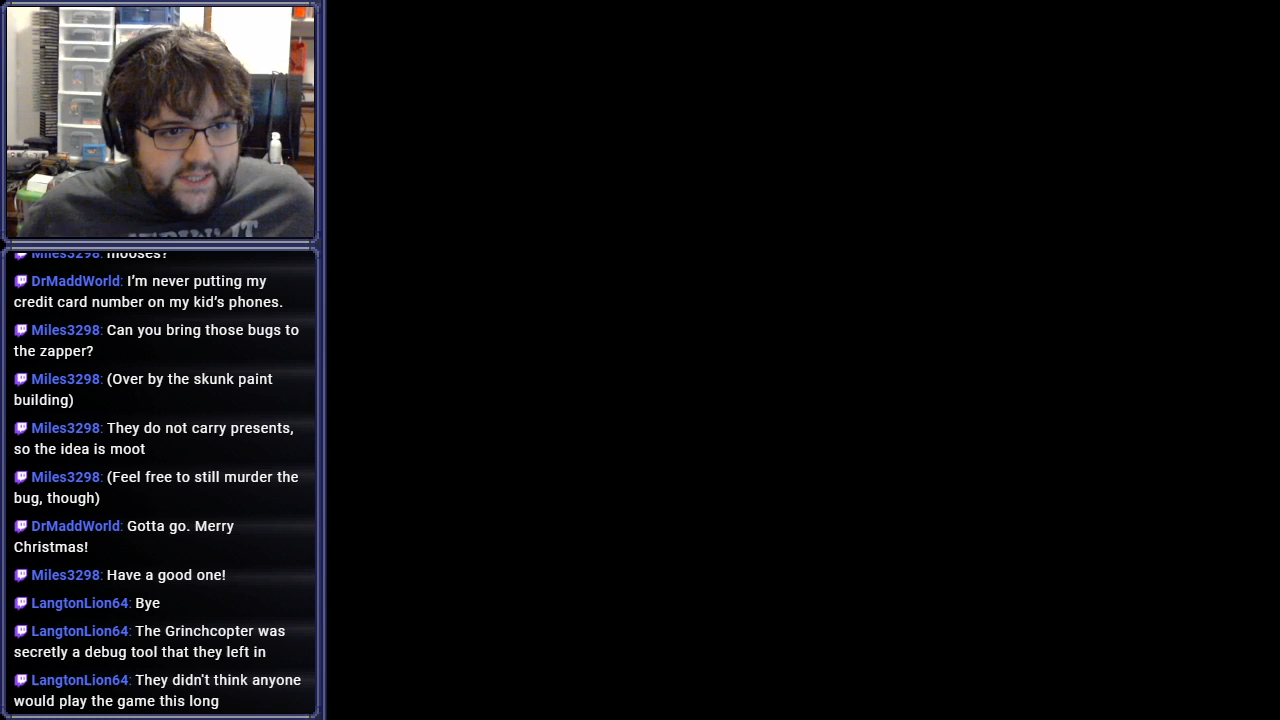 Miles3298: mooses?
DrMaddWorld: I’m never putting my
credit card number on my kid’s phones.
Miles3298: Can you bring those bugs to
the zapper?
Miles3298: (Over by the skunk paint
building)
Miles3298: They do not carry presents,
so the idea is moot
Miles3298: (Feel free to still murder the
bug, though)
DrMaddWorld: Gotta go. Merry
Christmas!
Miles3298: Have a good one!
LangtonLion64: Bye
LangtonLion64: The Grinchcopter was
secretly a debug tool that they left in
LangtonLion64: They didn't think anyone
would play the game this long